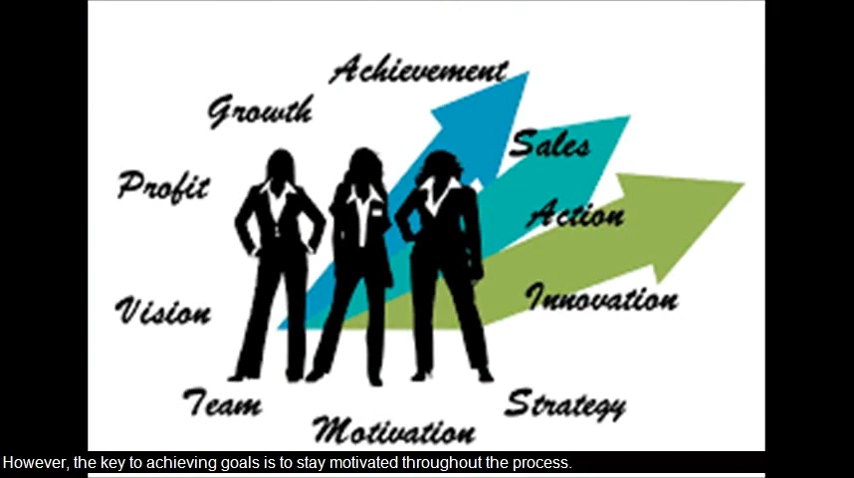 Achievement
Growth
Sales
Profit
Action
Innovation
Vision
Team
Strategy
Motivation
However, the key to achieving goals is to stay motivated throughout the process.